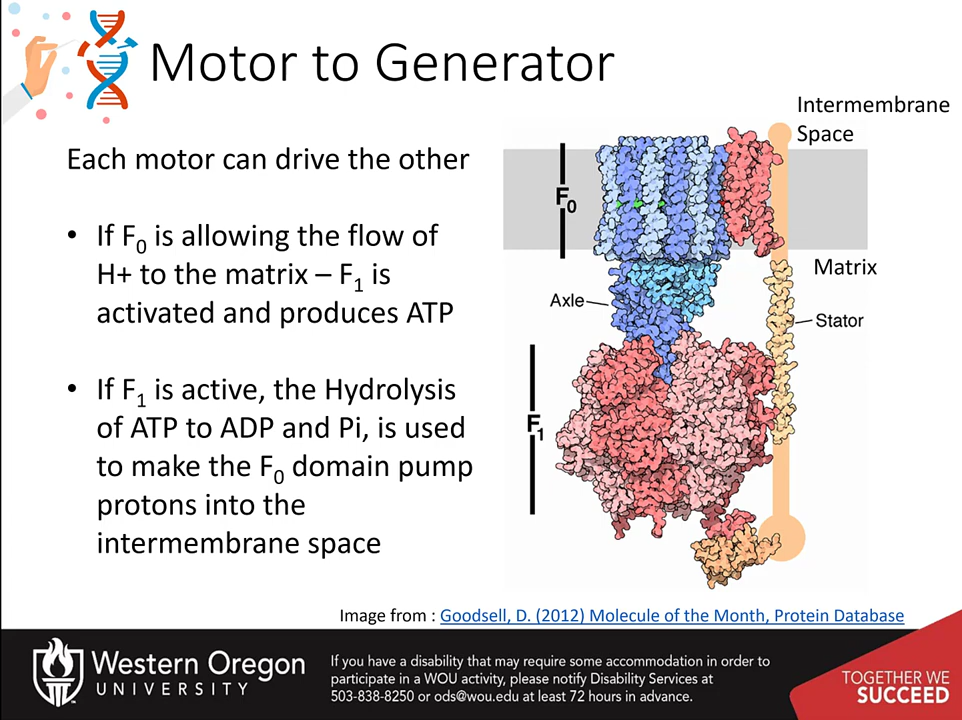 Motor to Generator
Intermembrane
Space
Each motor can drive the other
• If F₀ is allowing the flow of
H+ to the matrix – F₁ is
activated and produces ATP
• If F₁ is active, the Hydrolysis
of ATP to ADP and Pi, is used
to make the F₀ domain pump
protons into the
intermembrane space
F₀
Matrix
Axle
Stator
F₁
Image from : Goodsell, D. (2012) Molecule of the Month, Protein Database
Western Oregon
UNIVERSITY
If you have a disability that may require some accommodation in order to
participate in a WOU activity, please notify Disability Services at
503-838-8250 or ods@wou.edu at least 72 hours in advance.
TOGETHER WE
SUCCEED